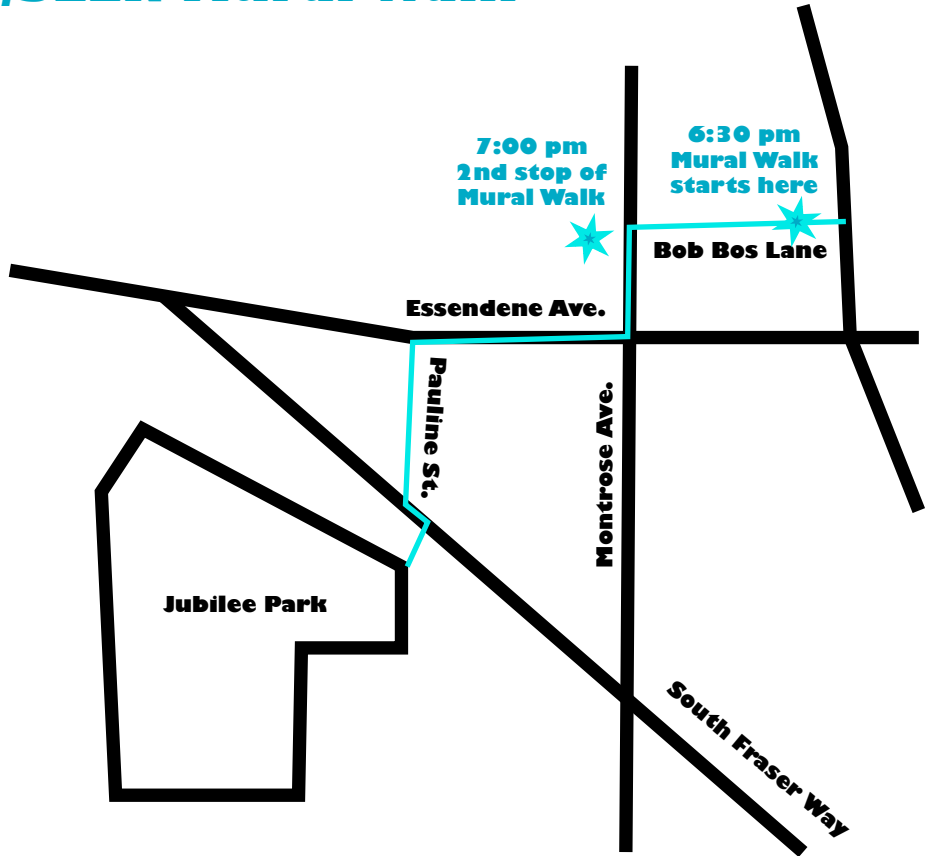 7:00 pm
2nd stop of
Mural Walk
6:30 pm
Mural Walk
starts here
Bob Bos Lane
Essendene Ave.
Pauline St.
Montrose Ave.
Jubilee Park
South Fraser Way